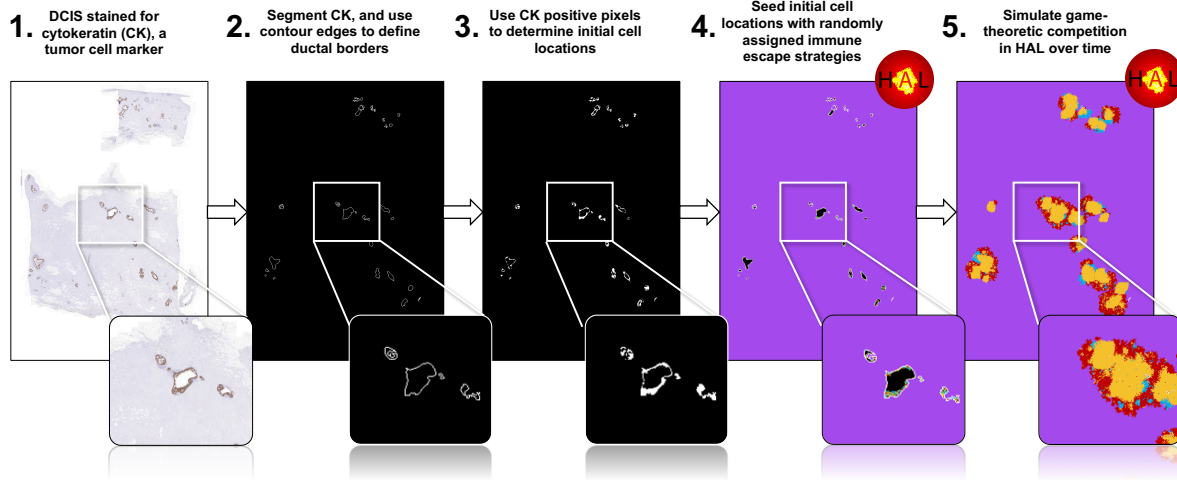 1. DCIS stained for
cytokeratin (CK), a
tumor cell marker
2. Segment CK, and use
contour edges to define
ductal borders
3. Use CK positive pixels
to determine initial cell
locations
4. Seed initial cell
locations with randomly
assigned immune
escape strategies
HAL
5. Simulate game-
theoretic competition
in HAL over time
HAL